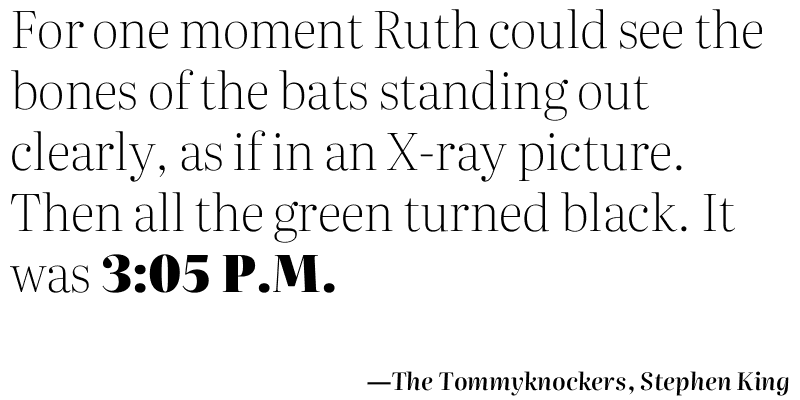 For one moment Ruth could see the
bones of the bats standing out
clearly, as if in an X-ray picture.
Then all the green turned black. It
was 3:05 P.M.
—The Tommyknockers, Stephen King